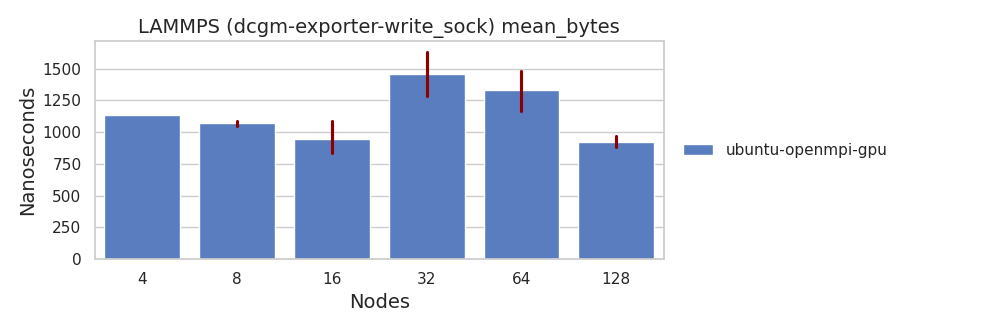 LAMMPS (dcgm-exporter-write_sock) mean_bytes
Nanoseconds
1500
1250
1000
750
500
250
0
4 8 16 32 64 128
Nodes
ubuntu-openmpi-gpu